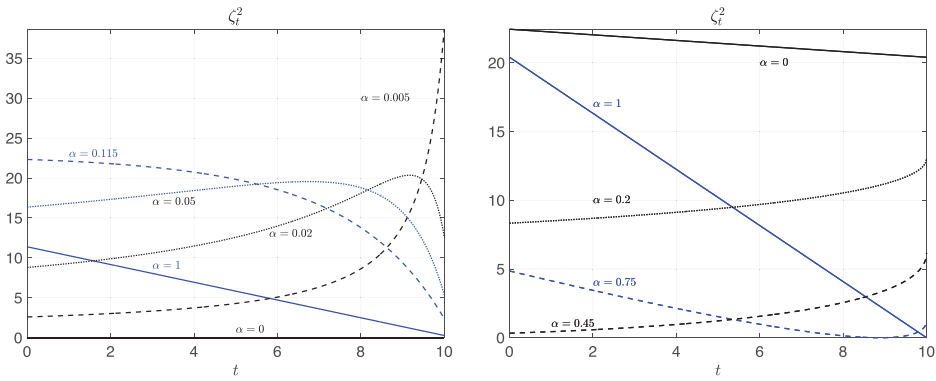 ζ_t^2
35
30
25
20
15
10
5
0
α = 0.005
α = 0.115
α = 0.05
α = 0.02
α = 1
α = 0
0 2 4 6 8 10
t
ζ_t^2
20
15
10
5
0
α = 0
α = 1
α = 0.2
α = 0.75
α = 0.45
0 2 4 6 8 10
t